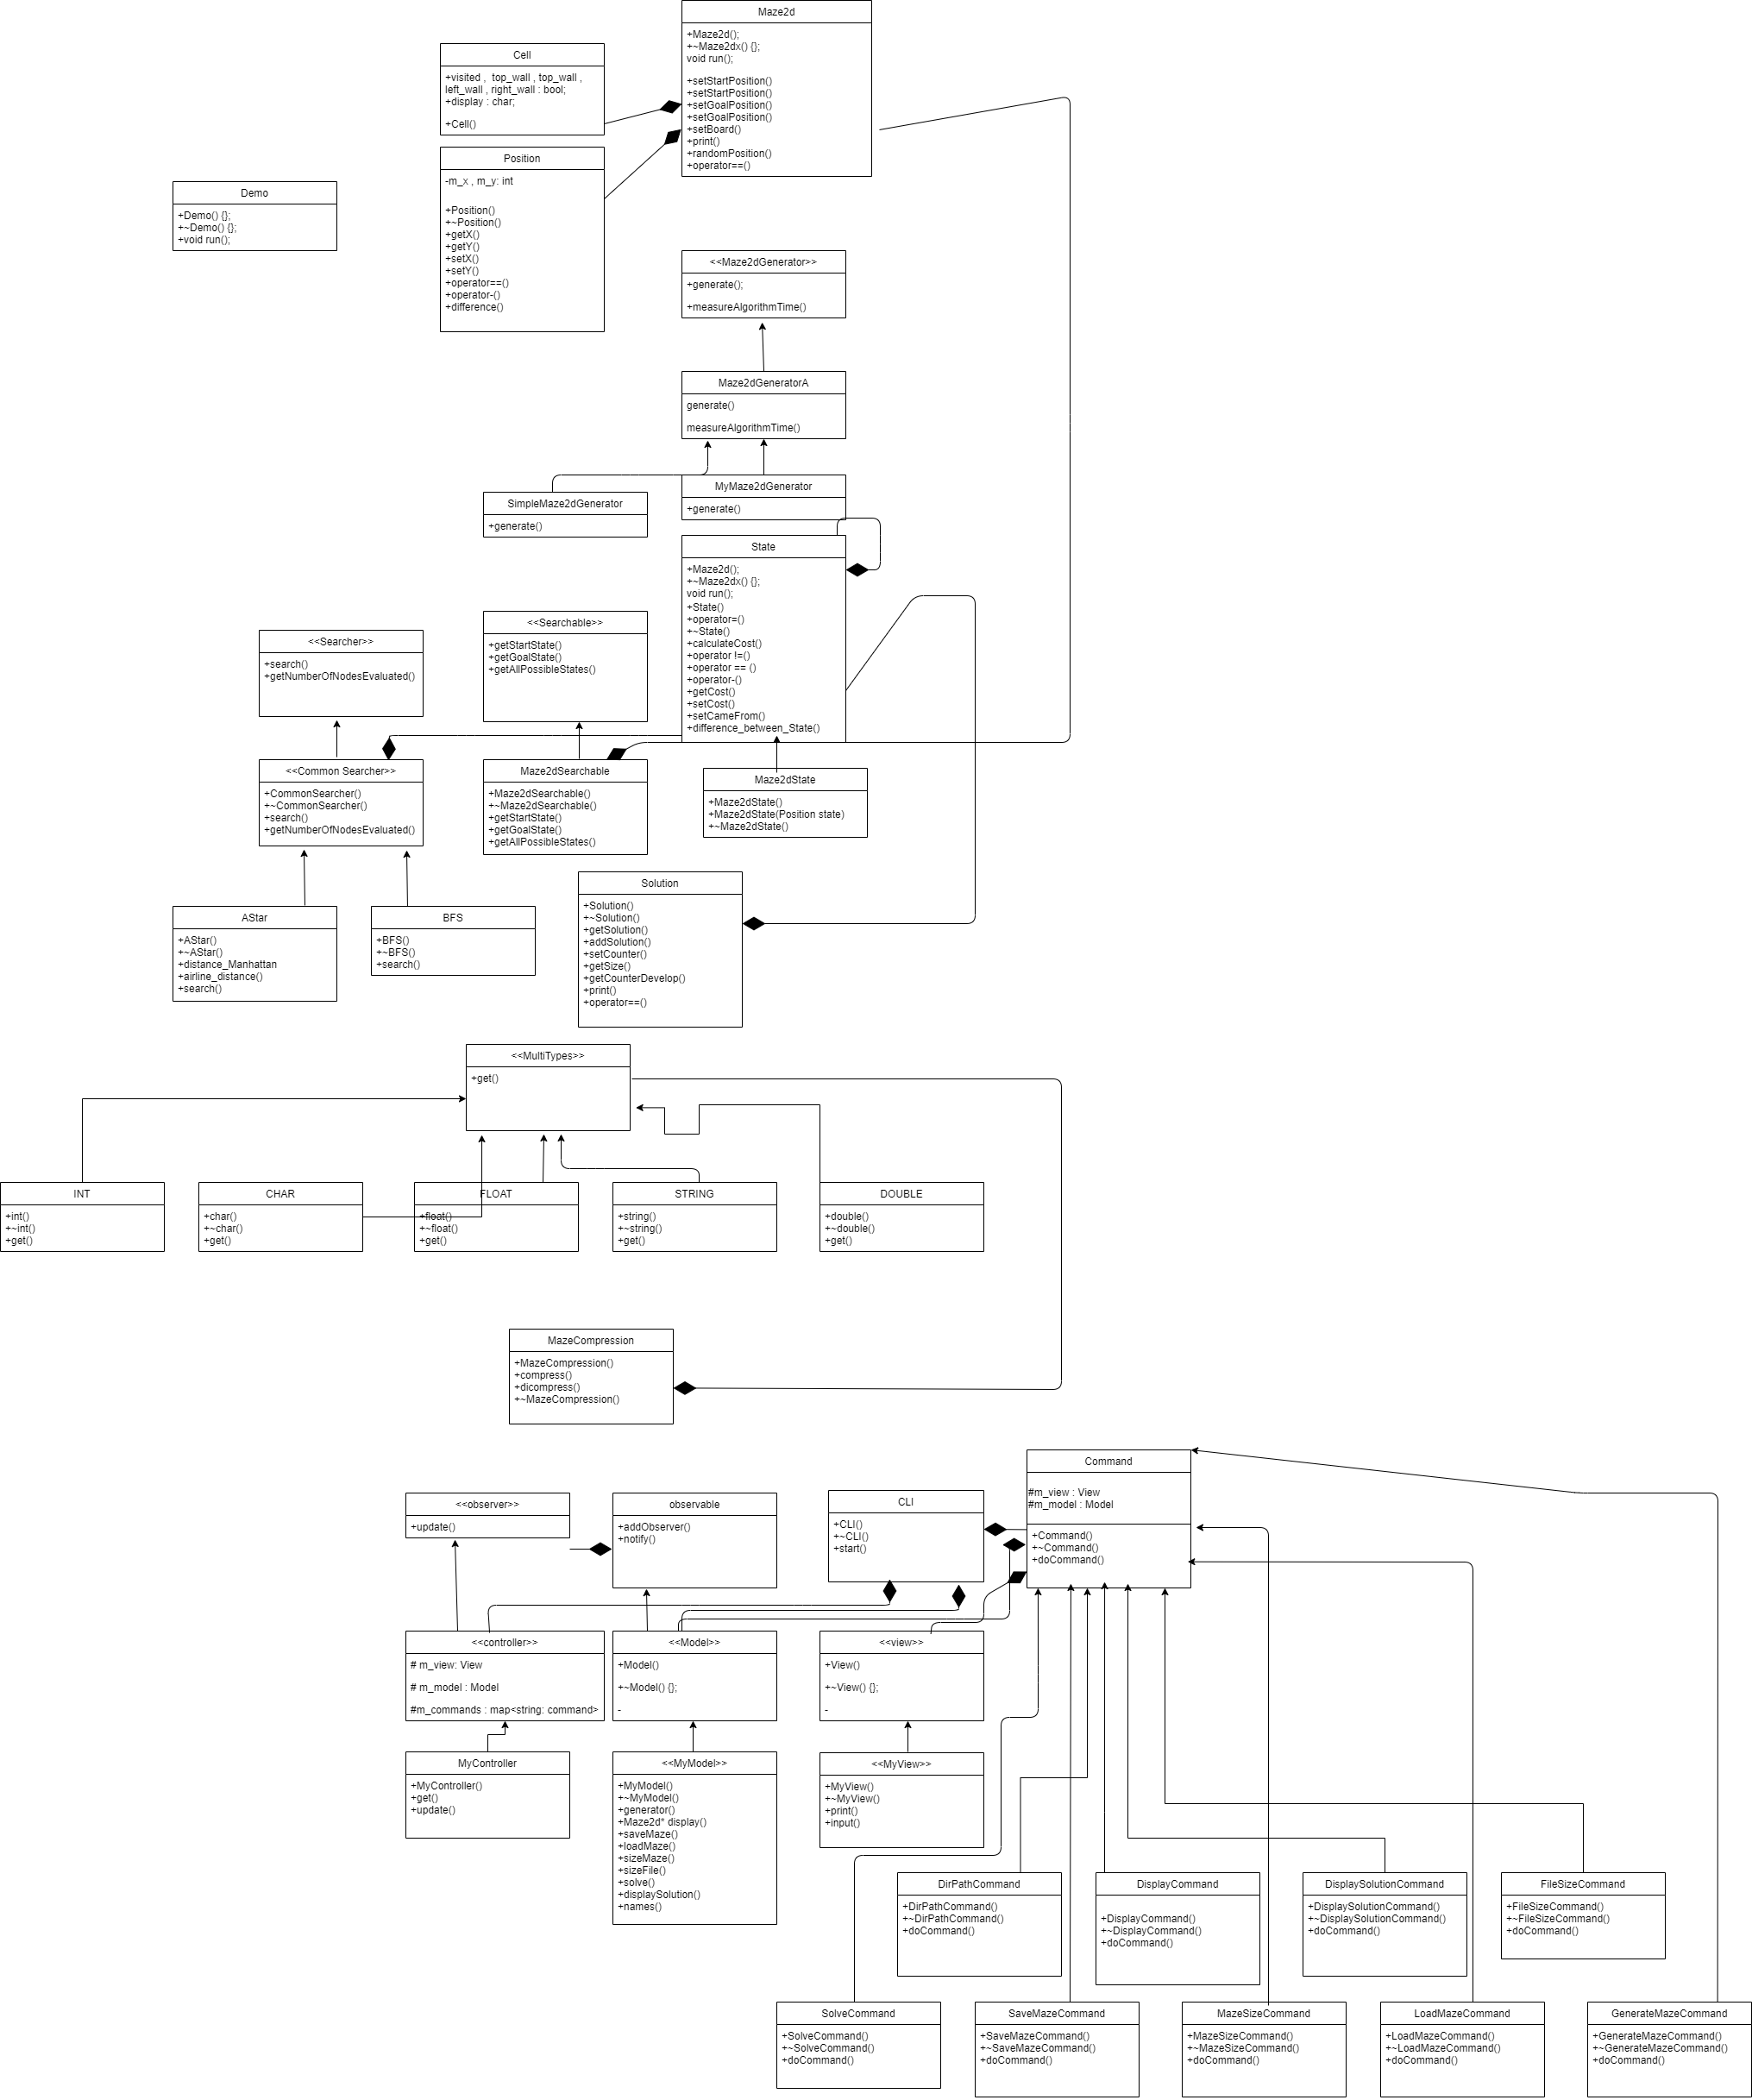 Maze2d
+Maze2d();
+~Maze2dx() {};
void run();
+setStartPosition()
+setStartPosition()
+setGoalPosition()
+setGoalPosition()
+setBoard()
+print()
+randomPosition()
+operator==()
Cell
+visited ,  top_wall , top_wall ,
left_wall , right_wall : bool;
+display : char;
+Cell()
Position
-m_x , m_y: int
+Position()
+~Position()
+getX()
+getY()
+setX()
+setY()
+operator==()
+operator-()
+difference()
Demo
+Demo() {};
+~Demo() {};
+void run();
<<Maze2dGenerator>>
+generate();
+measureAlgorithmTime()
Maze2dGeneratorA
generate()
measureAlgorithmTime()
SimpleMaze2dGenerator
+generate()
MyMaze2dGenerator
+generate()
State
+Maze2d();
+~Maze2dx() {};
void run();
+State()
+operator=()
+~State()
+calculateCost()
+operator !=()
+operator == ()
+operator-()
+getCost()
+setCost()
+setCameFrom()
+difference_between_State()
<<Searchable>>
+getStartState()
+getGoalState()
+getAllPossibleStates()
<<Searcher>>
+search()
+getNumberOfNodesEvaluated()
<<Common Searcher>>
+CommonSearcher()
+~CommonSearcher()
+search()
+getNumberOfNodesEvaluated()
Maze2dSearchable
+Maze2dSearchable()
+~Maze2dSearchable()
+getStartState()
+getGoalState()
+getAllPossibleStates()
Maze2dState
+Maze2dState()
+Maze2dState(Position state)
+~Maze2dState()
Solution
+Solution()
+~Solution()
+getSolution()
+addSolution()
+setCounter()
+getSize()
+getCounterDevelop()
+print()
+operator==()
AStar
+AStar()
+~AStar()
+distance_Manhattan
+airline_distance()
+search()
BFS
+BFS()
+~BFS()
+search()
<<MultiTypes>>
+get()
INT
+int()
+~int()
+get()
CHAR
+char()
+~char()
+get()
FLOAT
+float()
+~float()
+get()
STRING
+string()
+~string()
+get()
DOUBLE
+double()
+~double()
+get()
MazeCompression
+MazeCompression()
+compress()
+dicompress()
+~MazeCompression()
Command
#m_view : View
#m_model : Model
+Command()
+~Command()
+doCommand()
<<observer>>
+update()
observable
+addObserver()
+notify()
CLI
+CLI()
+~CLI()
+start()
<<controller>>
# m_view: View
# m_model : Model
#m_commands : map<string: command>
<<Model>>
+Model()
+~Model() {};
-
<<view>>
+View()
+~View() {};
-
MyController
+MyController()
+get()
+update()
<<MyModel>>
+MyModel()
+~MyModel()
+generator()
+Maze2d* display()
+saveMaze()
+loadMaze()
+sizeMaze()
+sizeFile()
+solve()
+displaySolution()
+names()
<<MyView>>
+MyView()
+~MyView()
+print()
+input()
DirPathCommand
+DirPathCommand()
+~DirPathCommand()
+doCommand()
DisplayCommand
+DisplayCommand()
+~DisplayCommand()
+doCommand()
DisplaySolutionCommand
+DisplaySolutionCommand()
+~DisplaySolutionCommand()
+doCommand()
FileSizeCommand
+FileSizeCommand()
+~FileSizeCommand()
+doCommand()
SolveCommand
+SolveCommand()
+~SolveCommand()
+doCommand()
SaveMazeCommand
+SaveMazeCommand()
+~SaveMazeCommand()
+doCommand()
MazeSizeCommand
+MazeSizeCommand()
+~MazeSizeCommand()
+doCommand()
LoadMazeCommand
+LoadMazeCommand()
+~LoadMazeCommand()
+doCommand()
GenerateMazeCommand
+GenerateMazeCommand()
+~GenerateMazeCommand()
+doCommand()